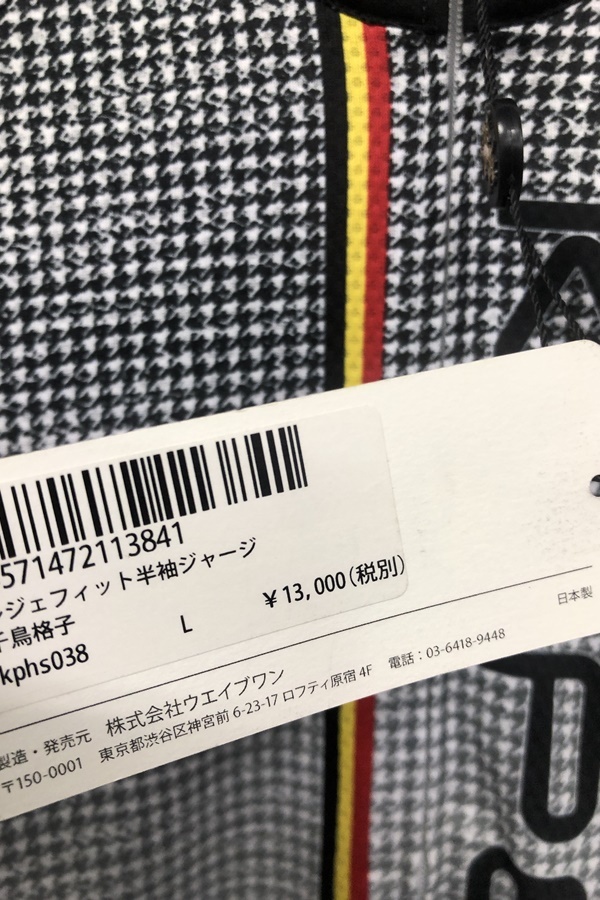 571472113841
ジェフィット半袖ジャージ
千鳥格子
L
¥13,000(税別)
kphs038
日本製
製造・発売元 株式会社ウエイブワン
〒150-0001 東京都渋谷区神宮前 6-23-17 ロフティ原宿 4F 電話:03-6418-9448